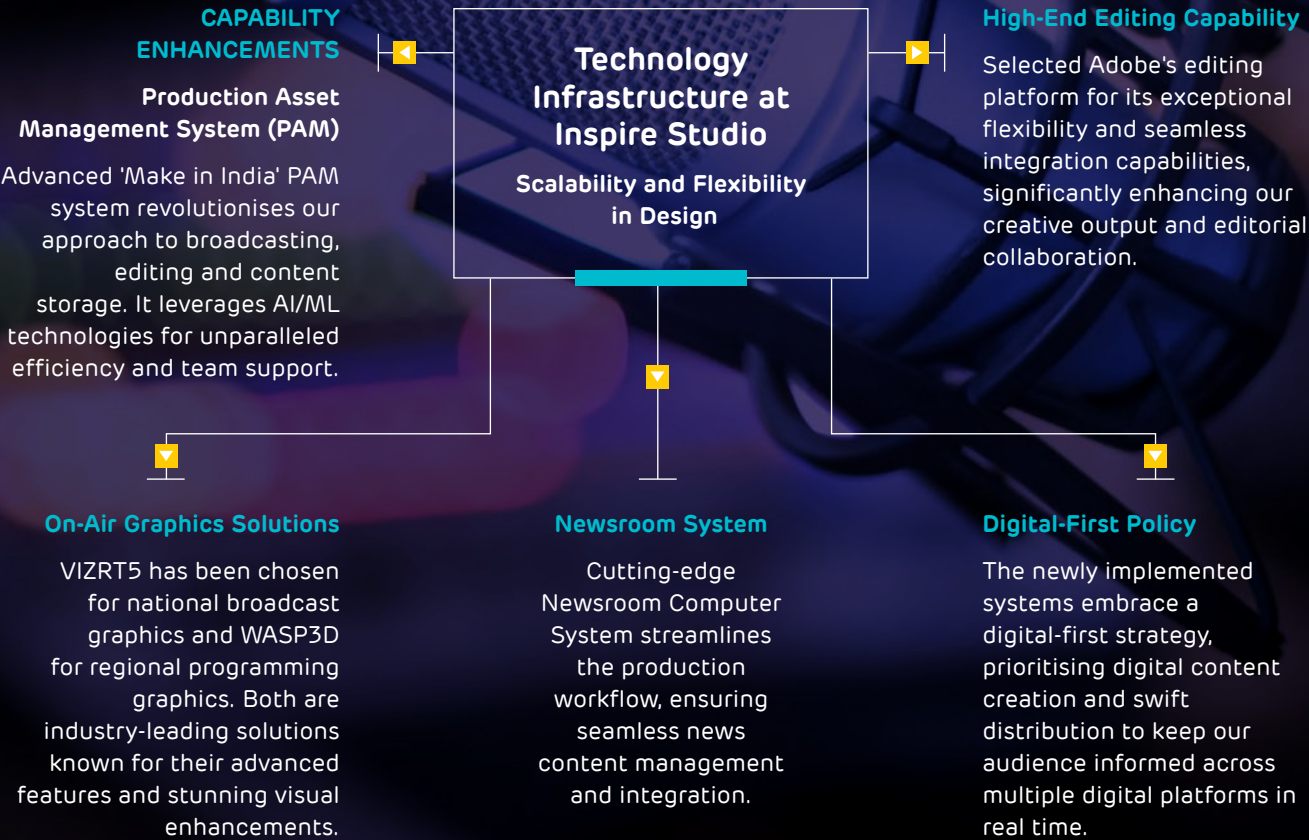 Technology
Infrastructure at
Inspire Studio
Scalability and Flexibility
in Design
CAPABILITY
ENHANCEMENTS
Production Asset
Management System (PAM)
Advanced 'Make in India' PAM
system revolutionises our
approach to broadcasting,
editing and content
storage. It leverages AI/ML
technologies for unparalleled
efficiency and team support.
High-End Editing Capability
Selected Adobe's editing
platform for its exceptional
flexibility and seamless
integration capabilities,
significantly enhancing our
creative output and editorial
collaboration.
On-Air Graphics Solutions
VIZRT5 has been chosen
for national broadcast
graphics and WASP3D
for regional programming
graphics. Both are
industry-leading solutions
known for their advanced
features and stunning visual
enhancements.
Newsroom System
Cutting-edge
Newsroom Computer
System streamlines
the production
workflow, ensuring
seamless news
content management
and integration.
Digital-First Policy
The newly implemented
systems embrace a
digital-first strategy,
prioritising digital content
creation and swift
distribution to keep our
audience informed across
multiple digital platforms in
real time.